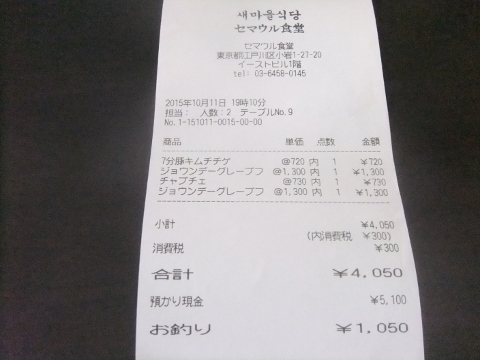 새마을식당
セマウル食堂
セマウル食堂
東京都江戸川区小岩1-27-20
イーストビル1階
tel: 03-6458-0145
2015年10月11日 19時10分
担当： 人数：2 テーブルNo.9
No.1-151011-0015-00-00
商品 単価 点数 金額
7分豚キムチチゲ @720 内 1 ¥720
ジョウンデーグレープフ @1,300 内 1 ¥1,300
チャプチェ @730 内 1 ¥730
ジョウンデーグレープフ @1,300 内 1 ¥1,300
小計 ¥4,050
(内消費税 ¥300)
消費税 ¥300
合計 ¥4,050
預かり現金 ¥5,100
お釣り ¥1,050